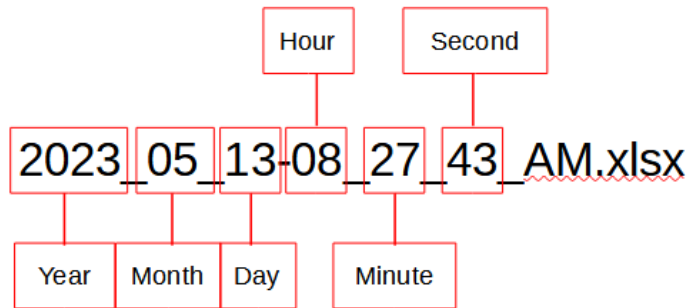 Hour Second
2023_05_13-08_27_43_AM.xlsx
Year Month Day Minute